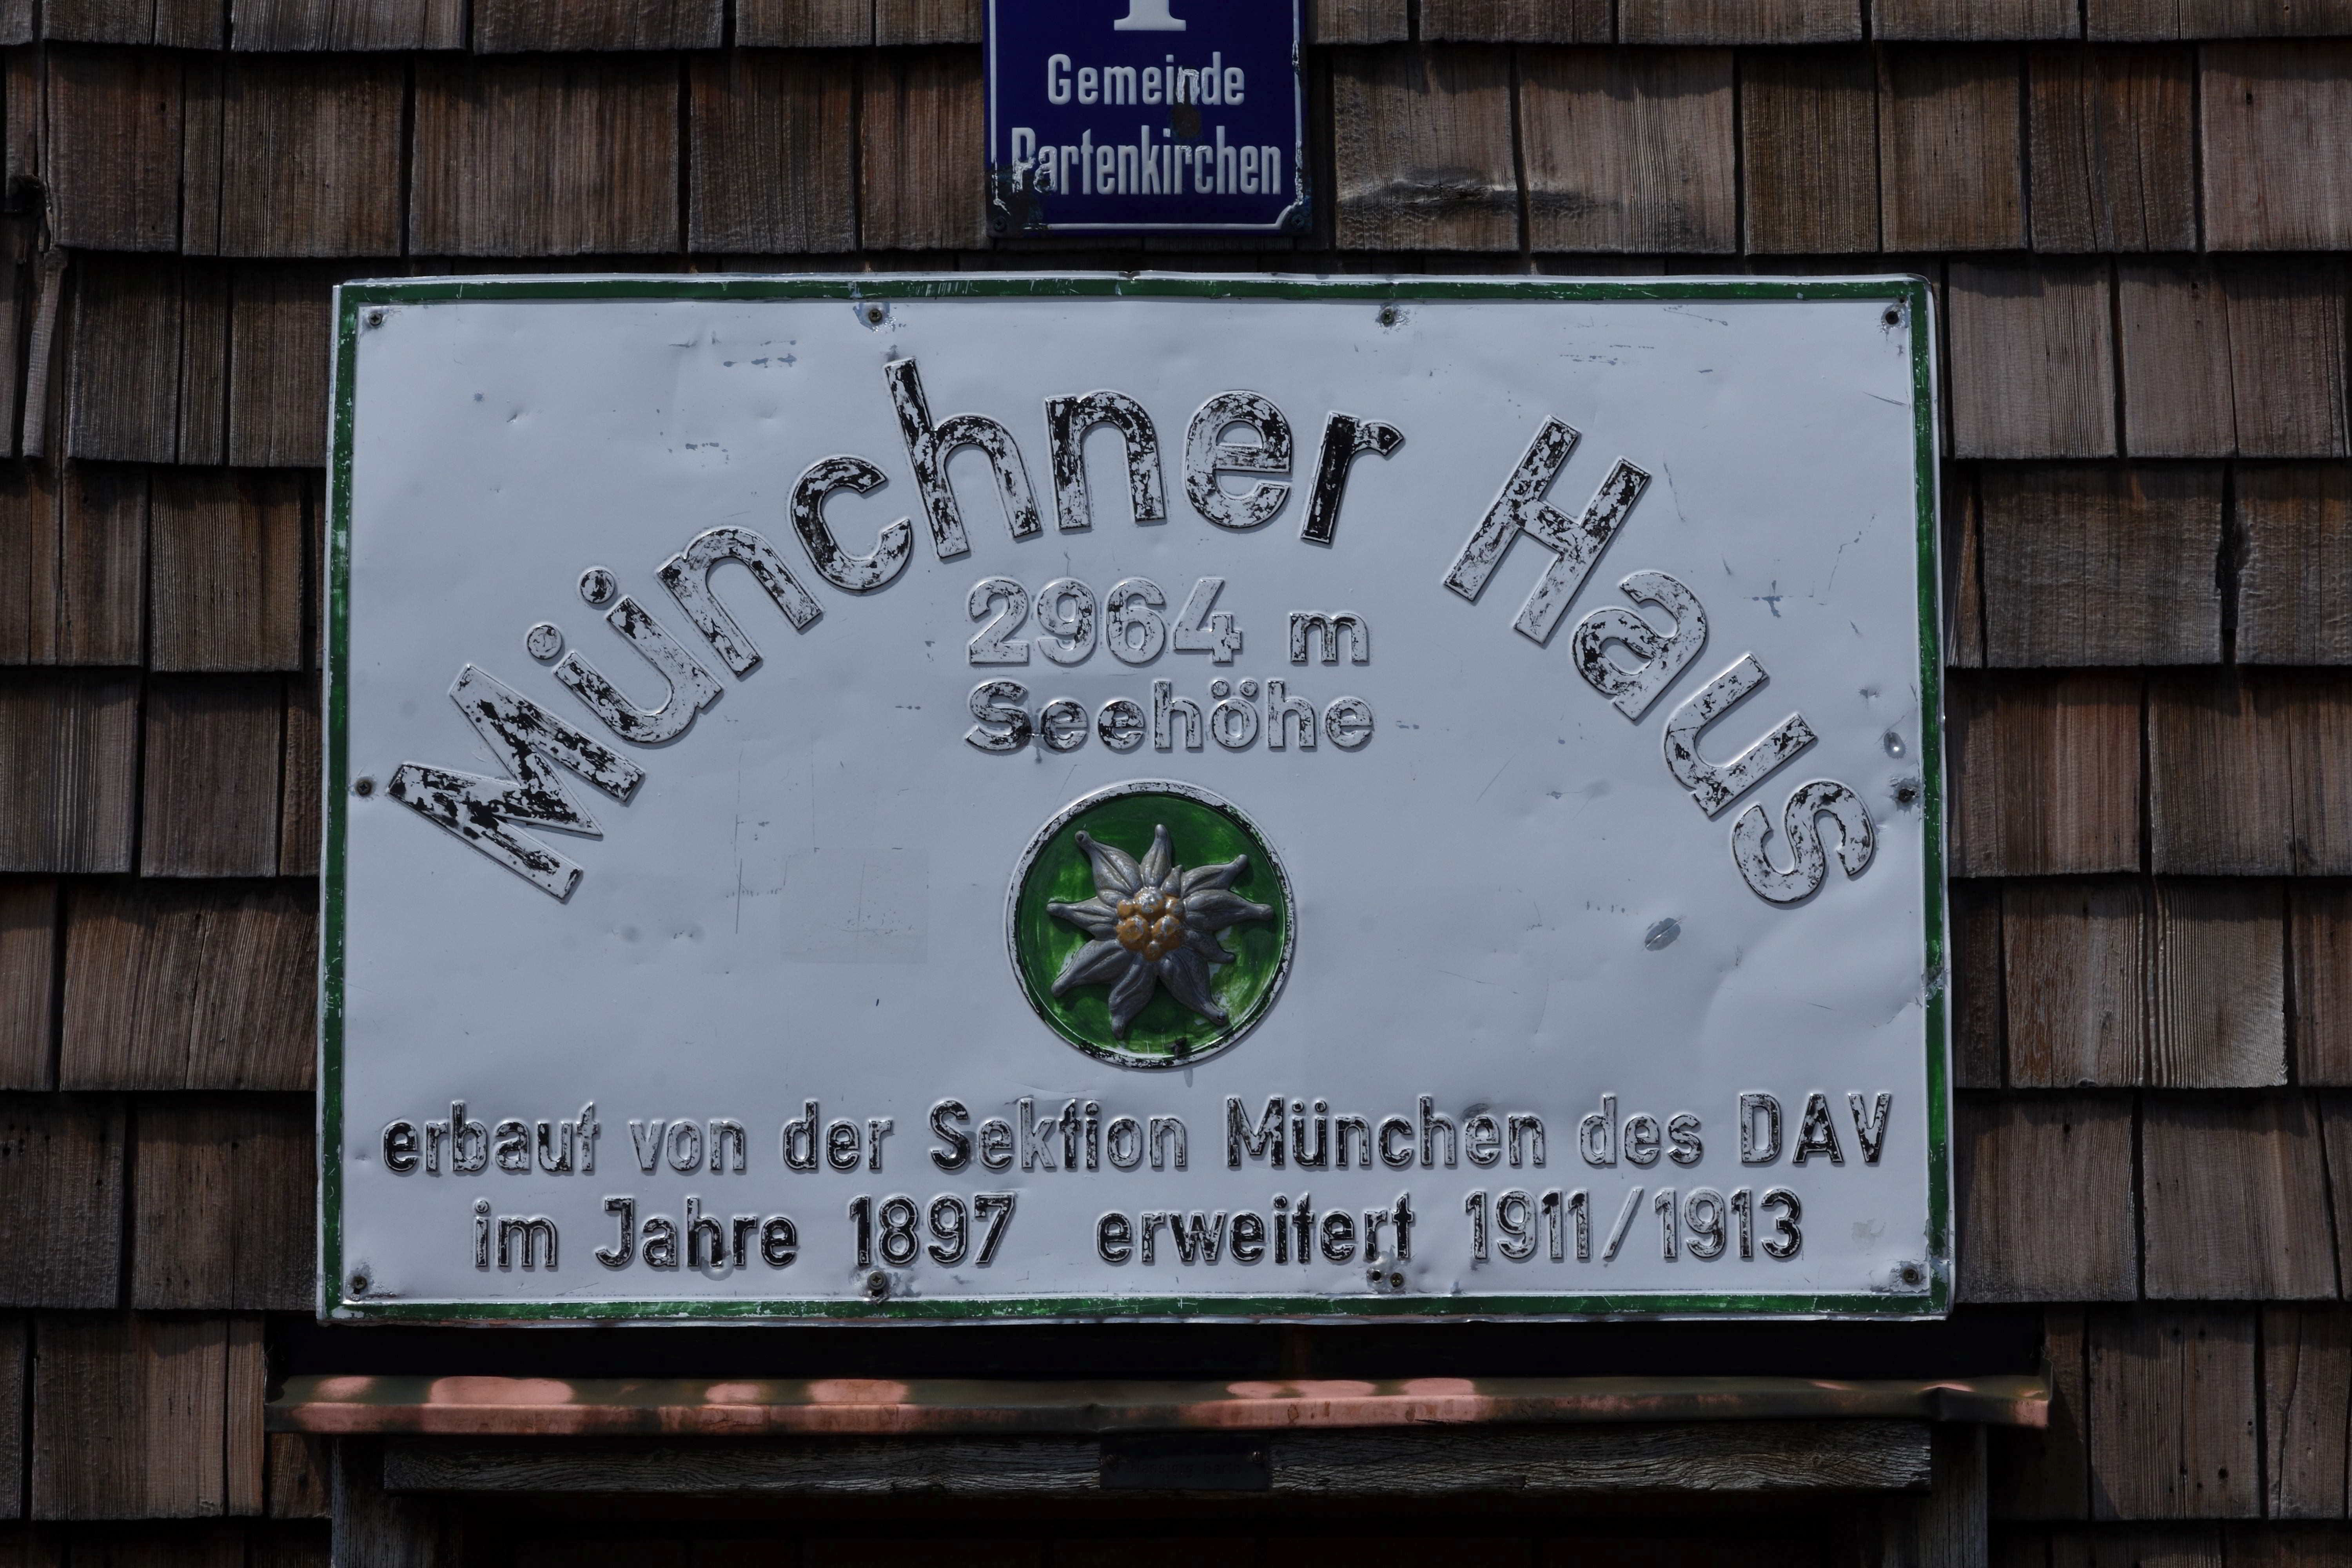 1
Gemeinde
Partenkirchen
Münchner Haus
2964 m
Seehöhe
erbaut von der Sektion München des DAV
im Jahre 1897 erweitert 1911/1913